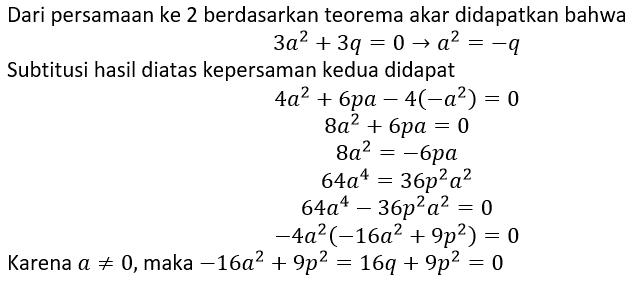 Dari persamaan ke 2 berdasarkan teorema akar didapatkan bahwa
3a² + 3q = 0 → a² = −q
Subtitusi hasil diatas kepersaman kedua didapat
4a² + 6pa − 4(−a²) = 0
8a² + 6pa = 0
8a² = −6pa
64a⁴ = 36p²a²
64a⁴ − 36p²a² = 0
−4a²(−16a² + 9p²) = 0
Karena a ≠ 0, maka −16a² + 9p² = 16q + 9p² = 0